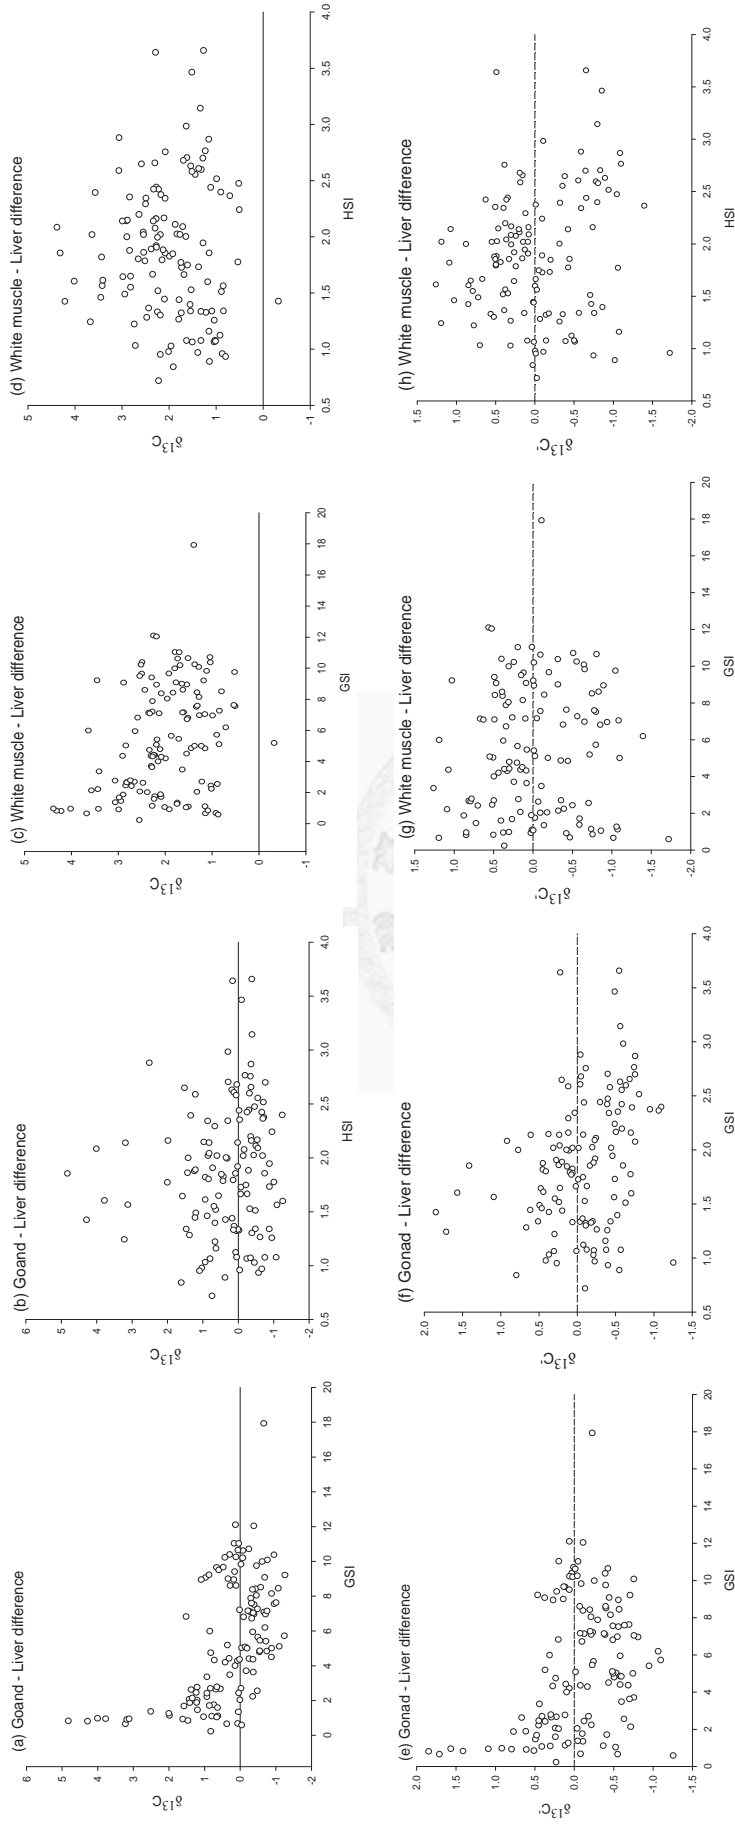 (a) Goand - Liver difference
6
5
4
3
2
1
0
-1
-2
δ13C
0 2 4 6 8 10 12 14 16 18 20
GSI
(b) Goand - Liver difference
6
5
4
3
2
1
0
-1
-2
δ13C
0.5 1.0 1.5 2.0 2.5 3.0 3.5 4.0
HSI
(c) White muscle - Liver difference
5
4
3
2
1
0
-1
δ13C
0 2 4 6 8 10 12 14 16 18 20
GSI
(d) White muscle - Liver difference
5
4
3
2
1
0
-1
δ13C
0.5 1.0 1.5 2.0 2.5 3.0 3.5 4.0
HSI
(e) Gonad - Liver difference
2.0
1.5
1.0
0.5
0.0
-0.5
-1.0
-1.5
δ13C'
0 2 4 6 8 10 12 14 16 18 20
GSI
(f) Gonad - Liver difference
2.0
1.5
1.0
0.5
0.0
-0.5
-1.0
-1.5
δ13C'
0.5 1.0 1.5 2.0 2.5 3.0 3.5 4.0
GSI
(g) White muscle - Liver difference
1.5
1.0
0.5
0.0
-0.5
-1.0
-1.5
-2.0
δ13C'
0 2 4 6 8 10 12 14 16 18 20
GSI
(h) White muscle - Liver difference
1.5
1.0
0.5
0.0
-0.5
-1.0
-1.5
-2.0
δ13C'
0.5 1.0 1.5 2.0 2.5 3.0 3.5 4.0
HSI